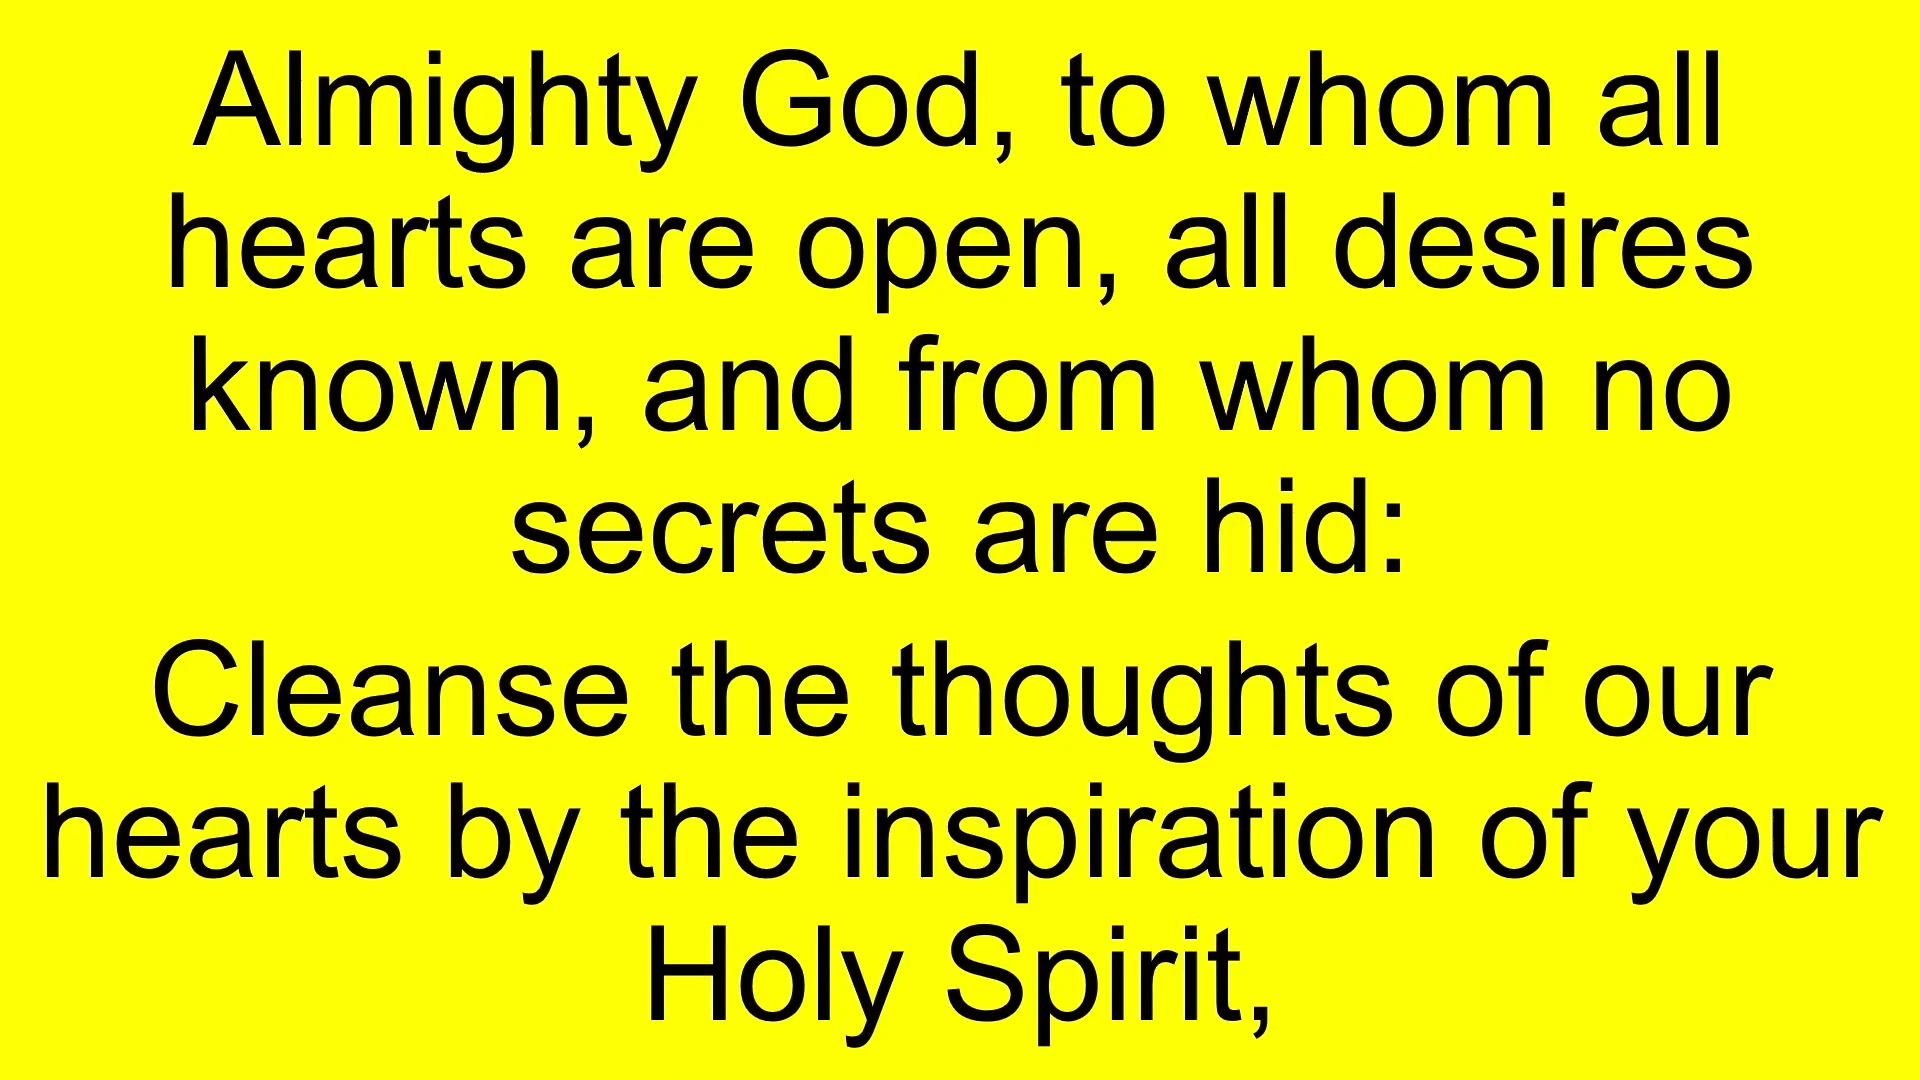 Almighty God, to whom all
hearts are open, all desires
known, and from whom no
secrets are hid:
Cleanse the thoughts of our
hearts by the inspiration of your
Holy Spirit,